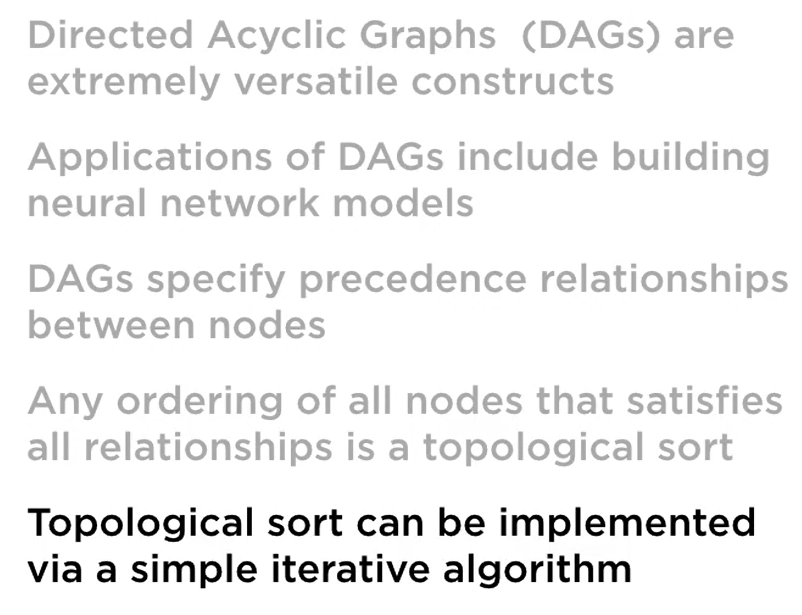 Directed Acyclic Graphs (DAGs) are
extremely versatile constructs
Applications of DAGs include building
neural network models
DAGs specify precedence relationships
between nodes
Any ordering of all nodes that satisfies
all relationships is a topological sort
Topological sort can be implemented
via a simple iterative algorithm